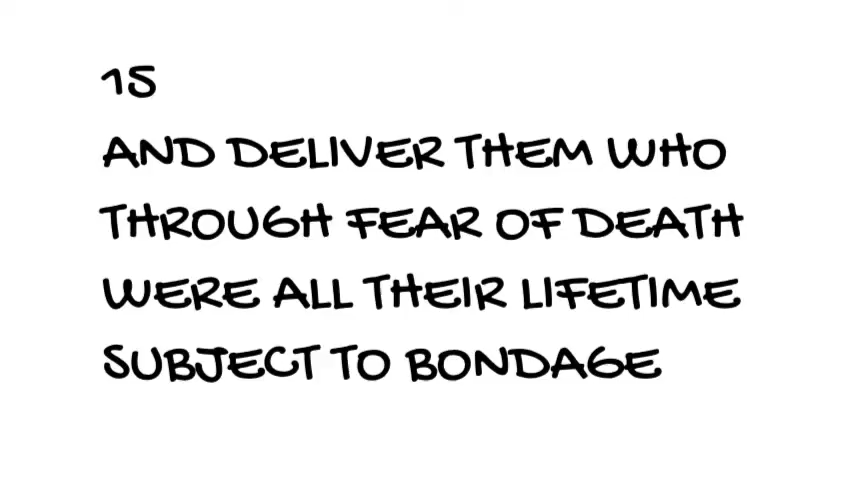 15
AND DELIVER THEM WHO
THROUGH FEAR OF DEATH
WERE ALL THEIR LIFETIME
SUBJECT TO BONDAGE